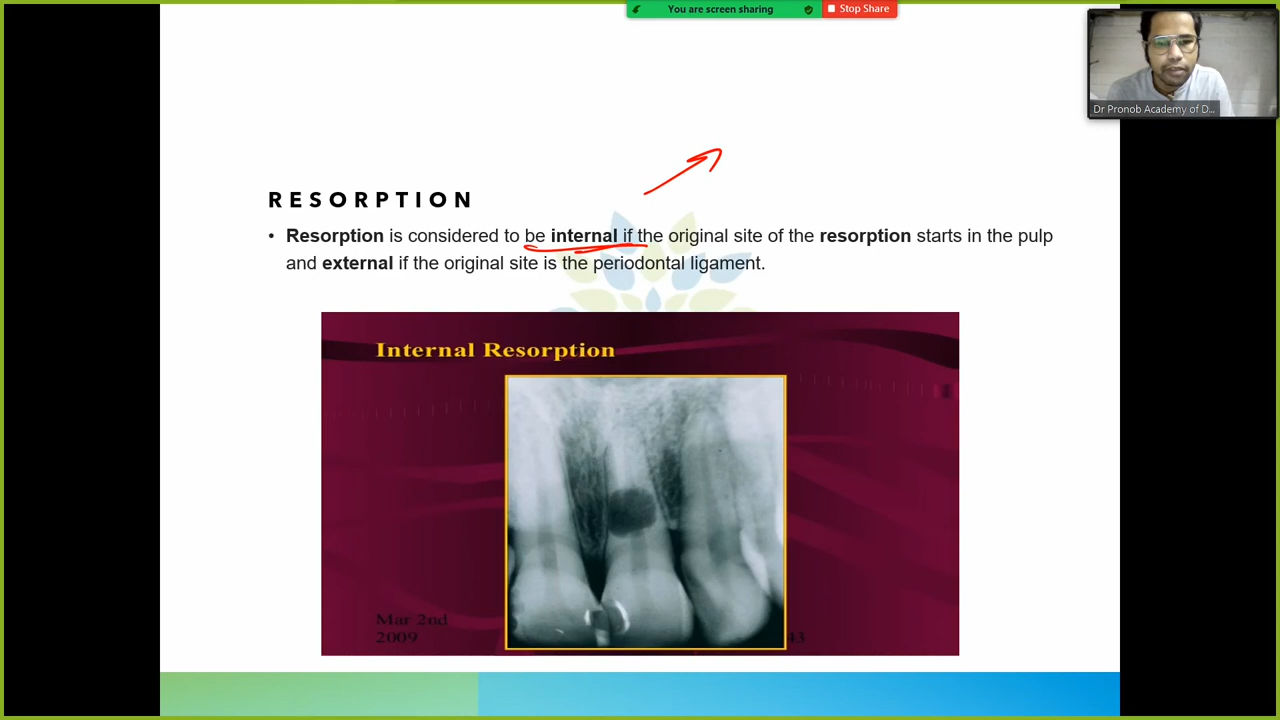 You are screen sharing
Stop Share
Dr Pronob Academy of D...
RESORPTION
• Resorption is considered to be internal if the original site of the resorption starts in the pulp
and external if the original site is the periodontal ligament.
Internal Resorption
Mar 2nd
2009
43